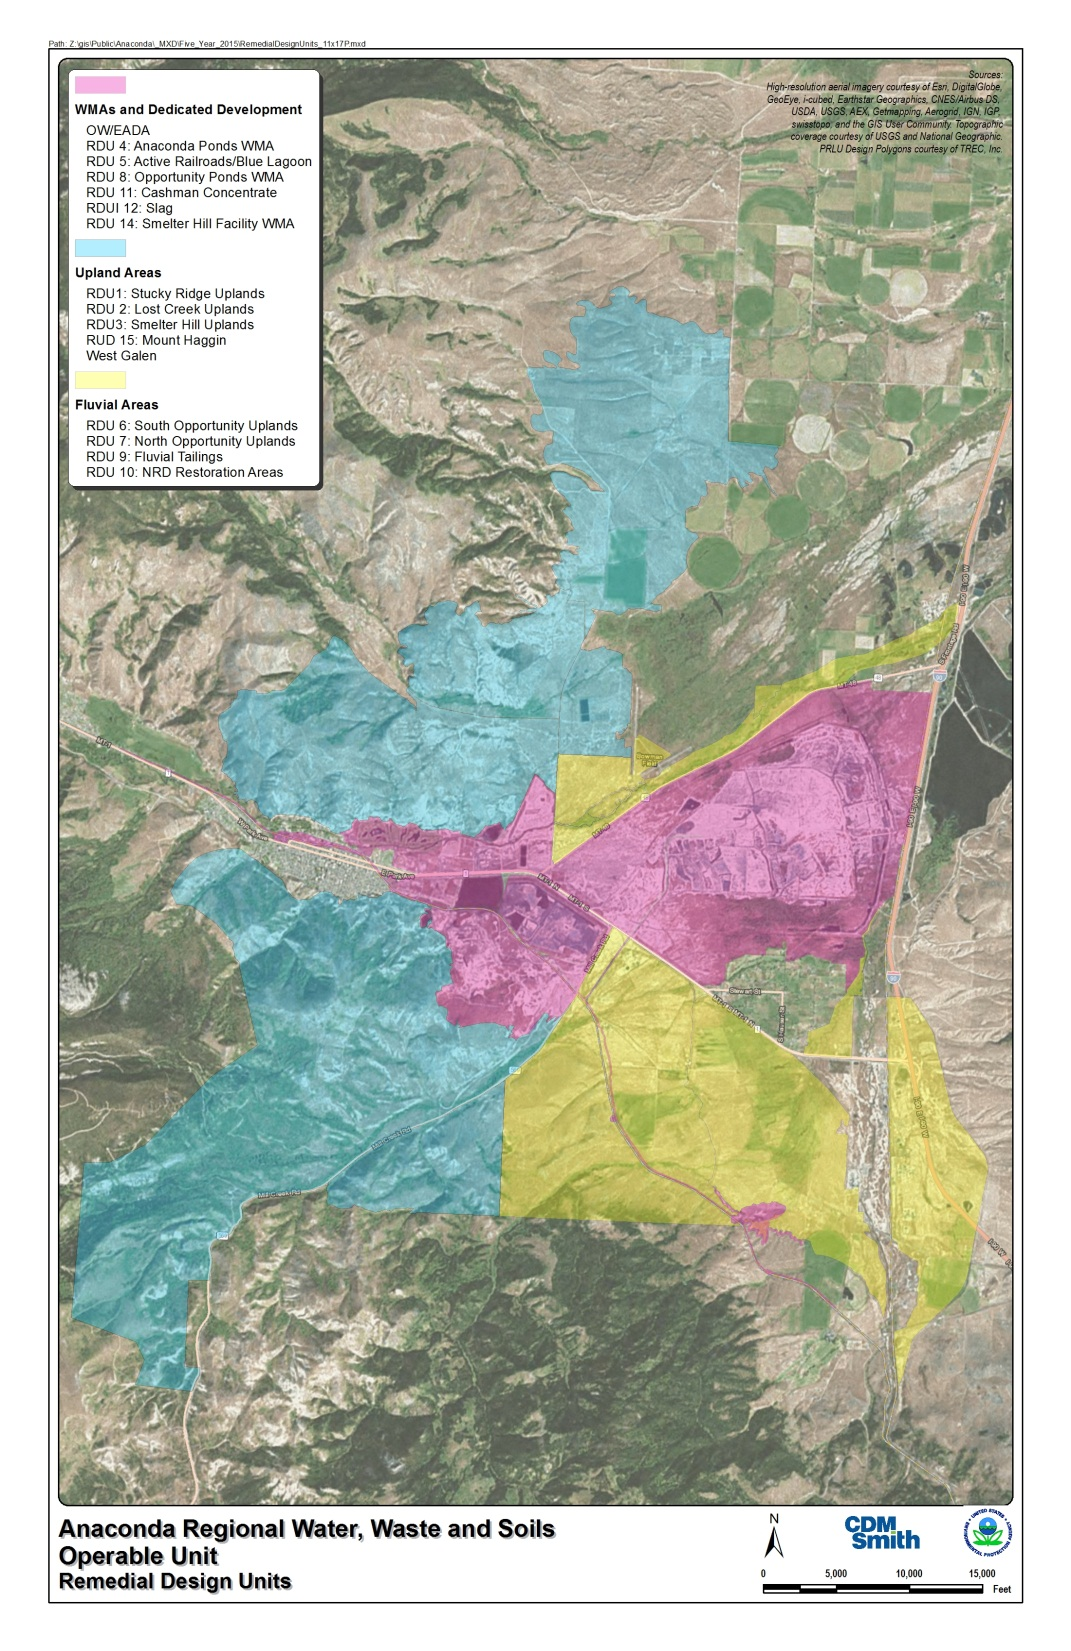 Path: Z:\gis\Public\Anaconda\_MXD\Five_Year_2015\RemedialDesignUnits_11x17P.mxd
WMAs and Dedicated Development
OW/EADA
RDU 4: Anaconda Ponds WMA
RDU 5: Active Railroads/Blue Lagoon
RDU 8: Opportunity Ponds WMA
RDU 11: Cashman Concentrate
RDUI 12: Slag
RDU 14: Smelter Hill Facility WMA
Upland Areas
RDU1: Stucky Ridge Uplands
RDU 2: Lost Creek Uplands
RDU3: Smelter Hill Uplands
RUD 15: Mount Haggin
West Galen
Fluvial Areas
RDU 6: South Opportunity Uplands
RDU 7: North Opportunity Uplands
RDU 9: Fluvial Tailings
RDU 10: NRD Restoration Areas
Sources:
High-resolution aerial imagery courtesy of Esri, DigitalGlobe,
GeoEye, i-cubed, Earthstar Geographics, CNES/Airbus DS,
USDA, USGS, AEX, Getmapping, Aerogrid, IGN, IGP,
swisstopo, and the GIS User Community. Topographic
coverage courtesy of USGS and National Geographic.
PRLU Design Polygons courtesy of TREC, Inc.
E Park Ave
Mill Creek Rd
Anaconda Regional Water, Waste and Soils
Operable Unit
Remedial Design Units
N
CDM
Smith
0 5,000 10,000 15,000
Feet